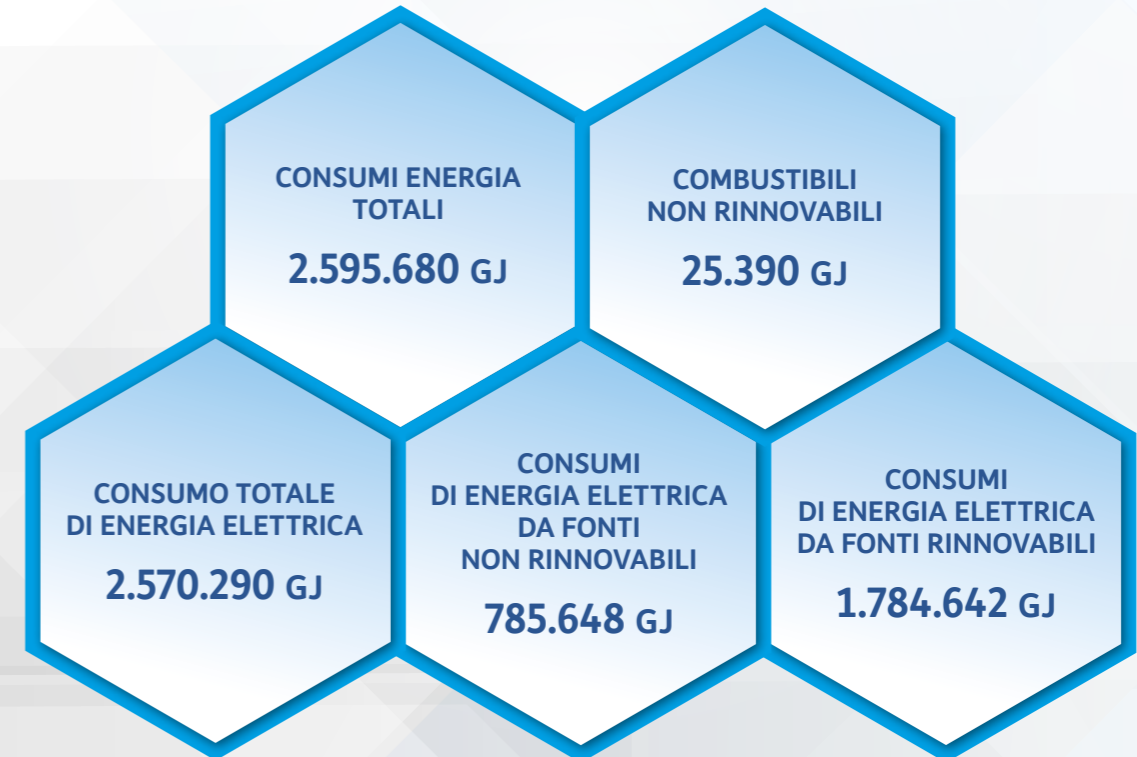 CONSUMI ENERGIA
TOTALI
2.595.680 GJ
COMBUSTIBILI
NON RINNOVABILI
25.390 GJ
CONSUMO TOTALE
DI ENERGIA ELETTRICA
2.570.290 GJ
CONSUMI
DI ENERGIA ELETTRICA
DA FONTI
NON RINNOVABILI
785.648 GJ
CONSUMI
DI ENERGIA ELETTRICA
DA FONTI RINNOVABILI
1.784.642 GJ